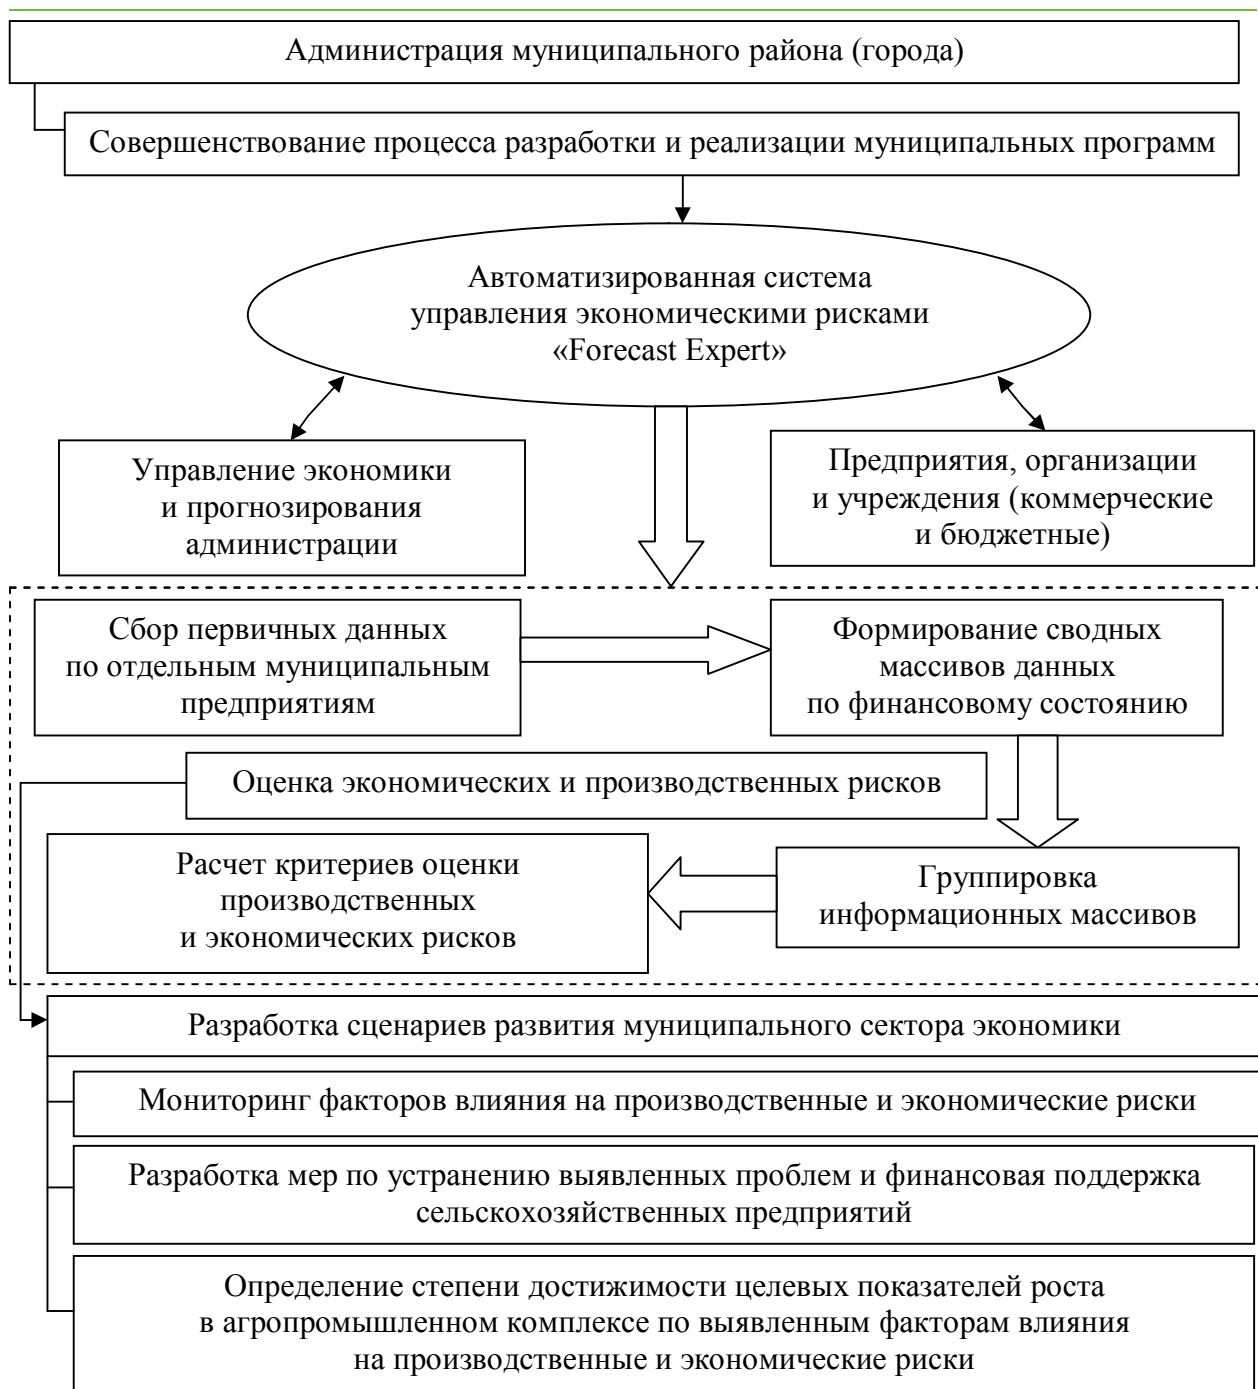 Администрация муниципального района (города)
Совершенствование процесса разработки и реализации муниципальных программ
Автоматизированная система
управления экономическими рисками
«Forecast Expert»
Управление экономики
и прогнозирования
администрации
Предприятия, организации
и учреждения (коммерческие
и бюджетные)
Сбор первичных данных
по отдельным муниципальным
предприятиям
Формирование сводных
массивов данных
по финансовому состоянию
Оценка экономических и производственных рисков
Расчет критериев оценки
производственных
и экономических рисков
Группировка
информационных массивов
Разработка сценариев развития муниципального сектора экономики
Мониторинг факторов влияния на производственные и экономические риски
Разработка мер по устранению выявленных проблем и финансовая поддержка
сельскохозяйственных предприятий
Определение степени достижимости целевых показателей роста
в агропромышленном комплексе по выявленным факторам влияния
на производственные и экономические риски